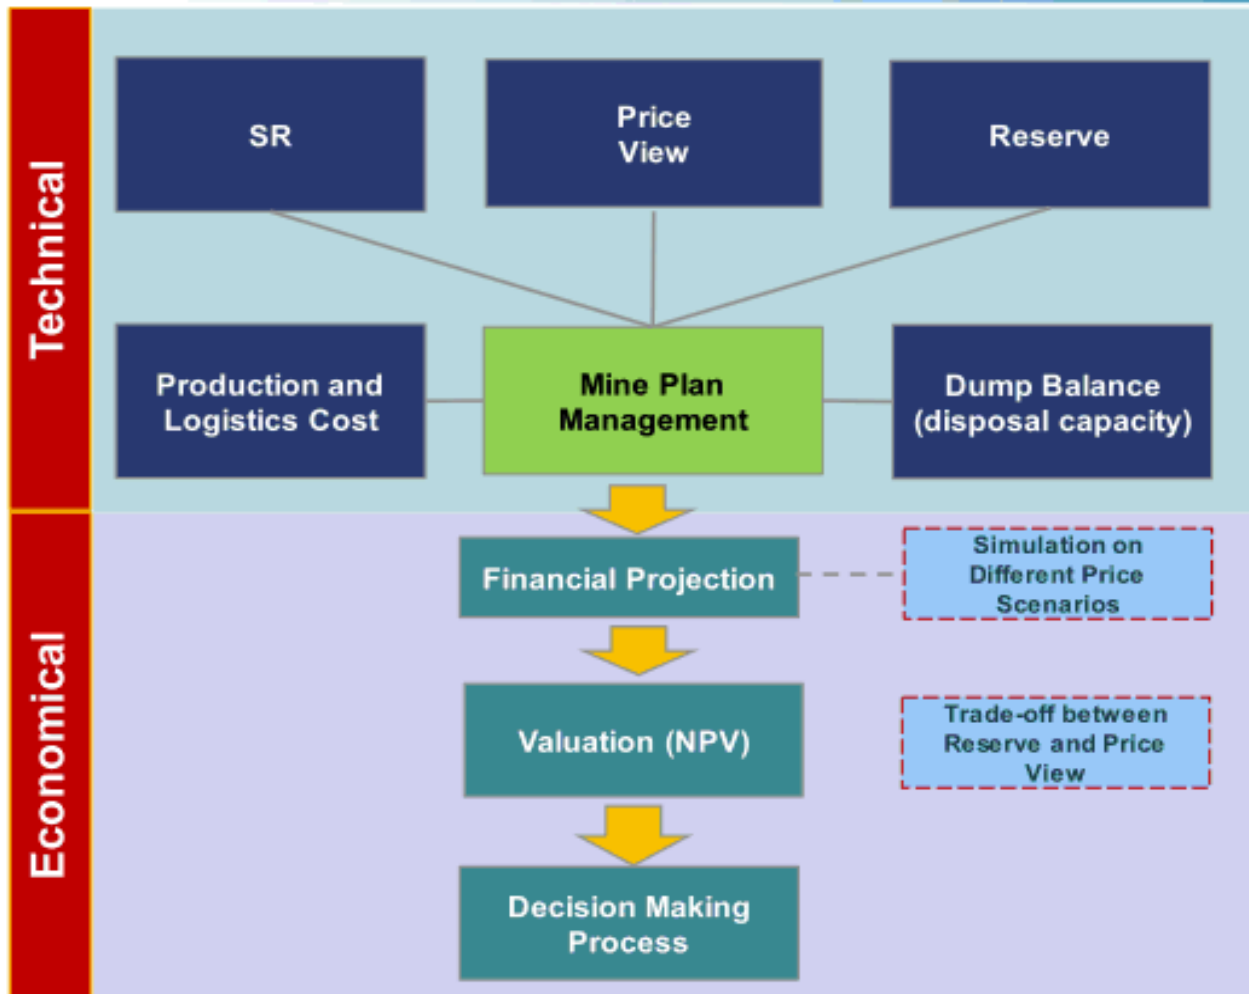 Technical
SR
Price
View
Reserve
Production and
Logistics Cost
Mine Plan
Management
Dump Balance
(disposal capacity)
Economical
Financial Projection
Simulation on
Different Price
Scenarios
Valuation (NPV)
Trade-off between
Reserve and Price
View
Decision Making
Process